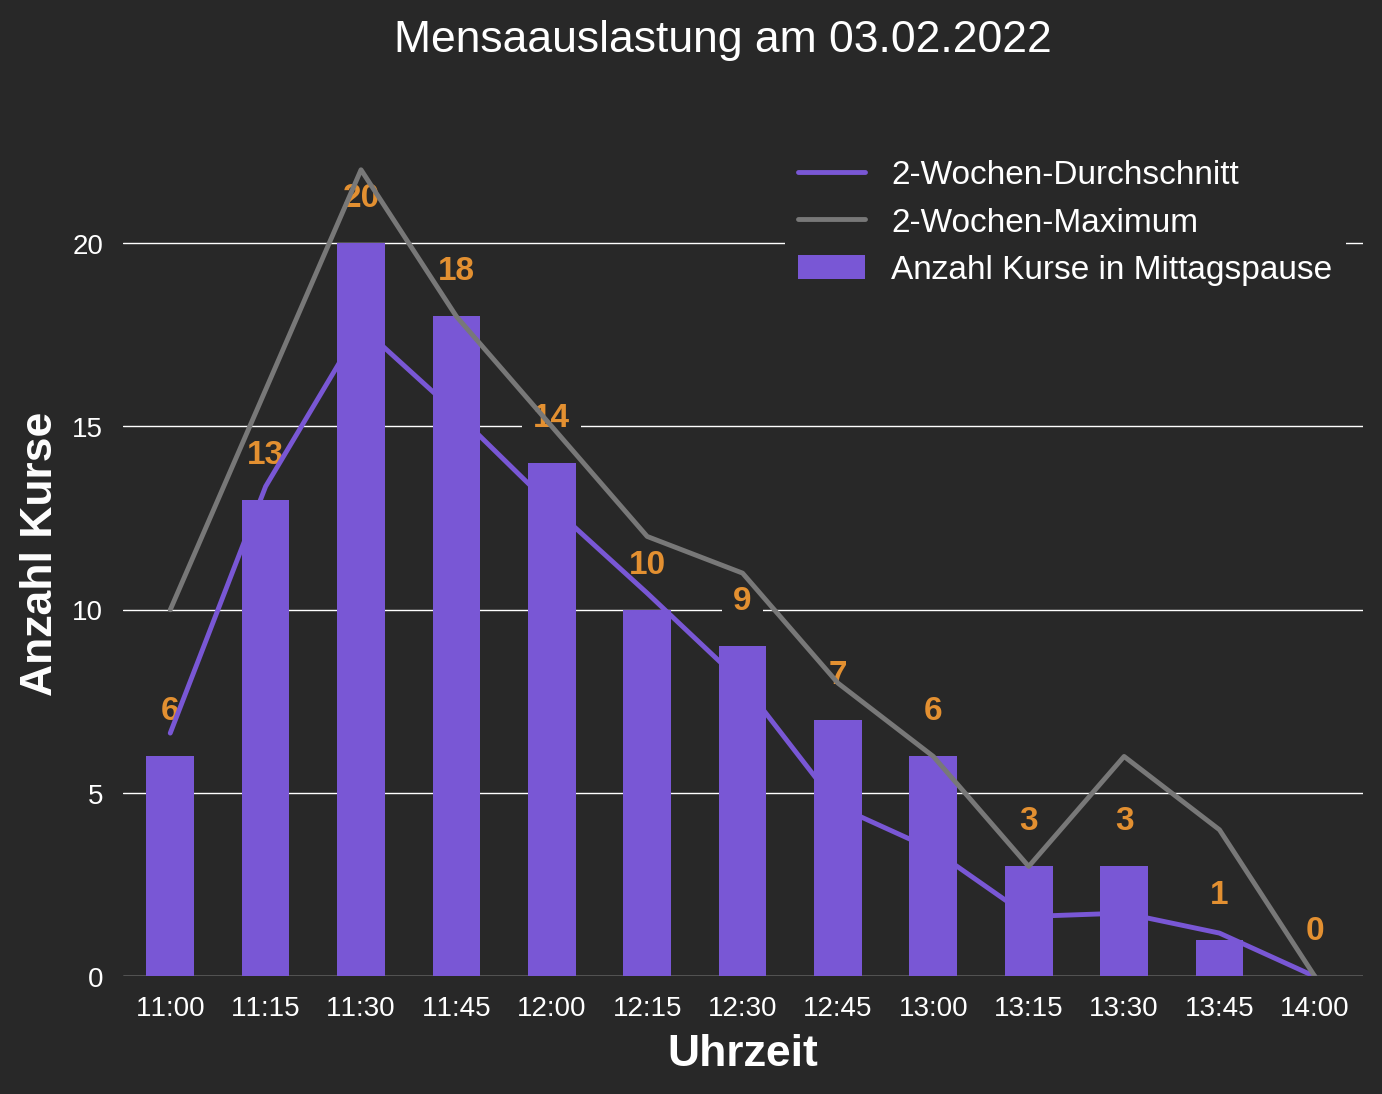 Mensaauslastung am 03.02.2022
2-Wochen-Durchschnitt
2-Wochen-Maximum
Anzahl Kurse in Mittagspause
Anzahl Kurse
20
15
10
5
0
6
13
20
18
14
10
9
7
6
3
3
1
0
11:00 11:15 11:30 11:45 12:00 12:15 12:30 12:45 13:00 13:15 13:30 13:45 14:00
Uhrzeit